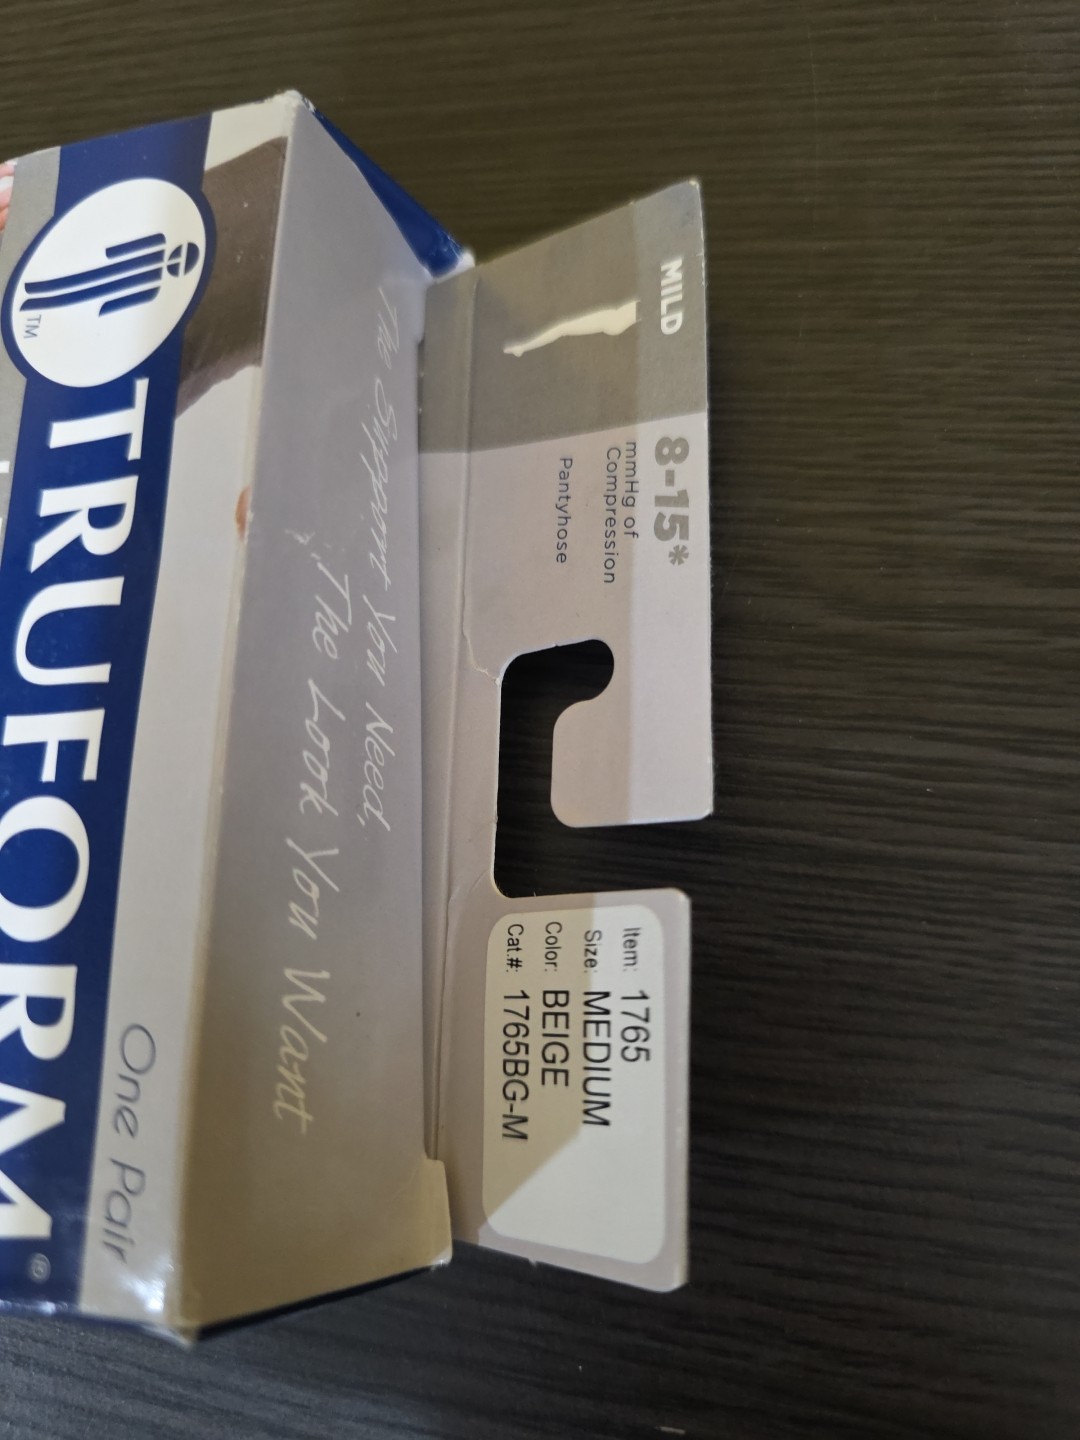 MILD
8-15*
mmHg of
Compression
Pantyhose
Item: 1765
Size: MEDIUM
Color: BEIGE
Cat.#: 1765BG-M
The Support You Need,
The Look You Want
One Pair
TRUFORM®
TM